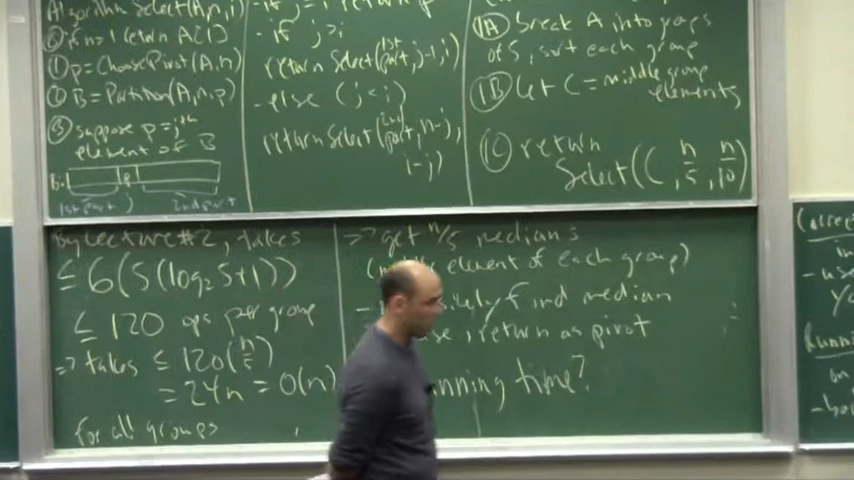 Algorithm Select(A,n,i)
⓪ if n=1 return A[1]
① p=ChoosePivot(A,n)
② B=Partition(A,n,p)
③ suppose p=jth
element of B
B:
1st part
2nd part
- if j=i return p
- if j>i
return Select(1st part, j-1, i)
- else (j<i)
return Select(2nd part, n-j,
i-j)
①A break A into groups
of 5, sort each group
①B let C = middle group
elements
①C return
Select(C, n/5, n/10)
By Lecture #2, takes
≤ 6(5(log₂5+1))
≤ 120 ops per group
=> takes ≤ 120(n/5)
= 24n = O(n)
for all groups
=> get n/5 medians
element of each group)
find median
return as pivot
time?